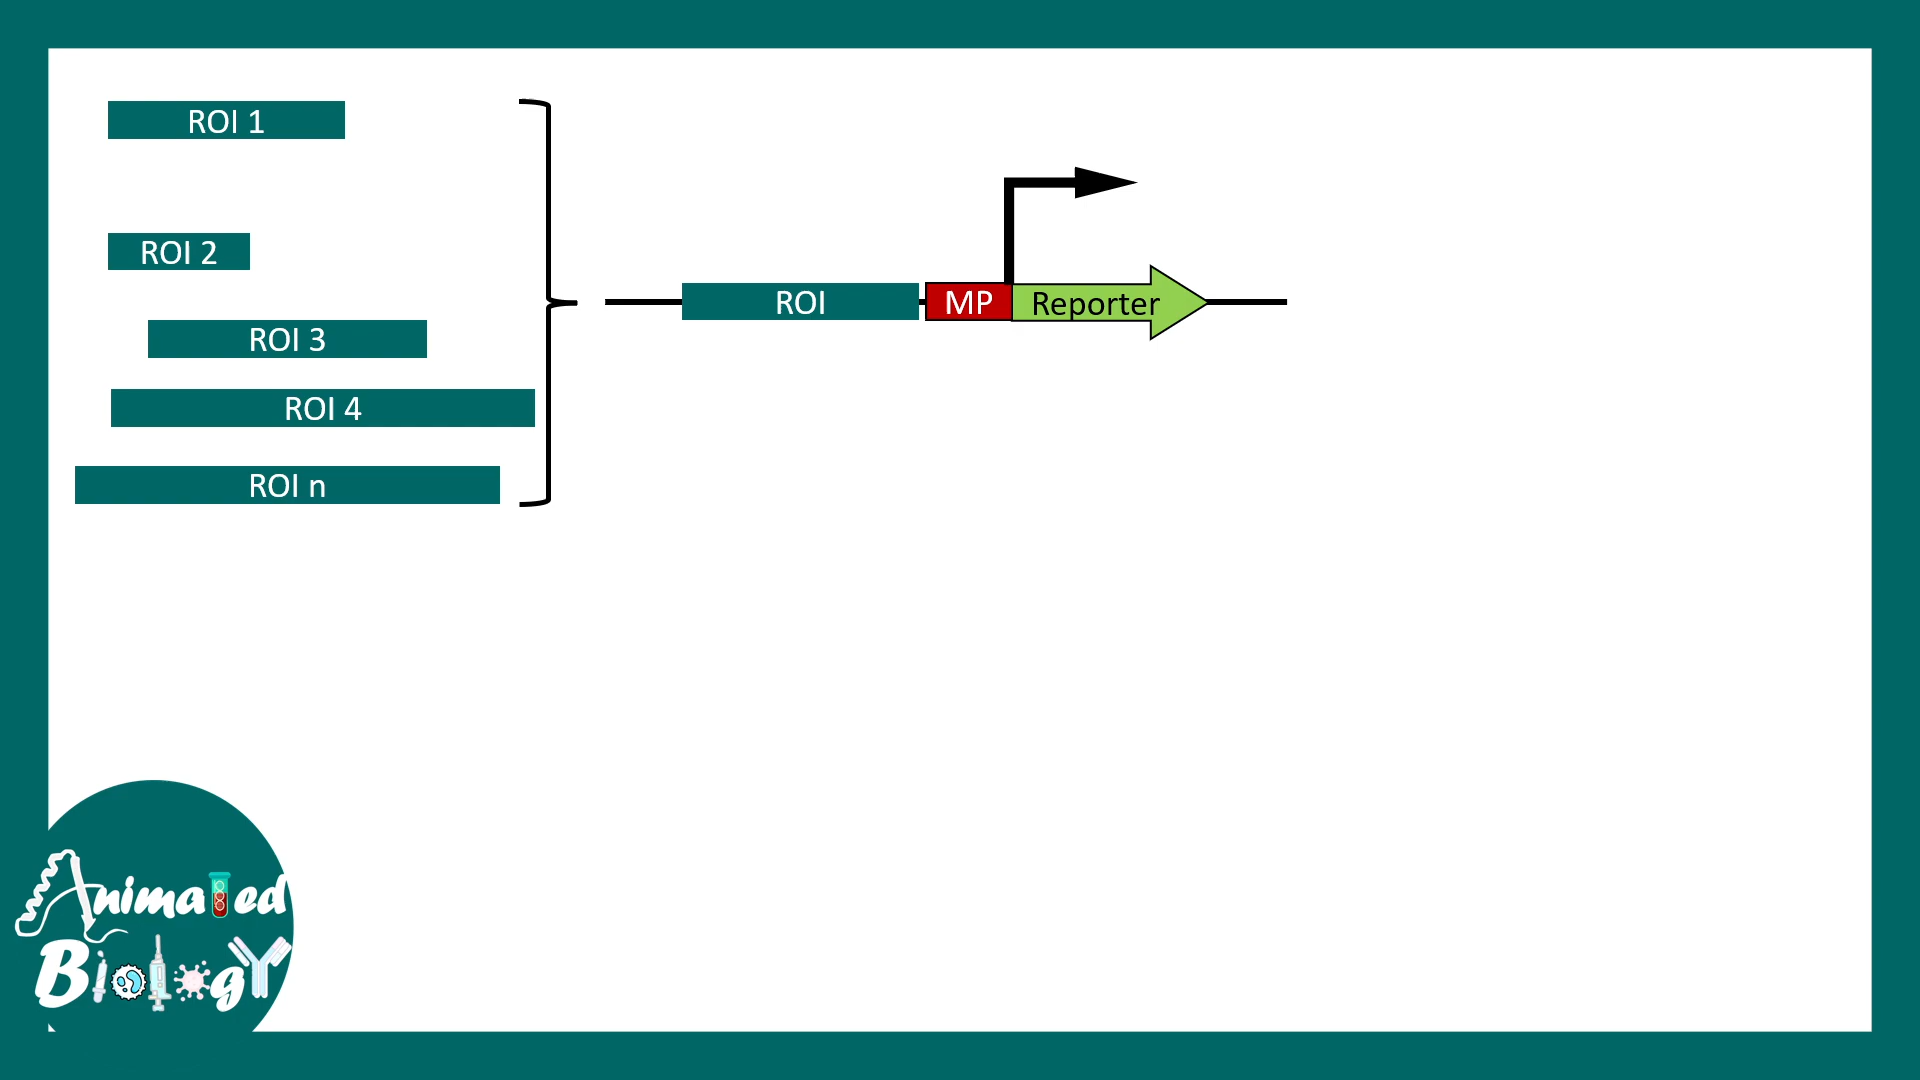 ROI 1
ROI 2
ROI 3
ROI 4
ROI n
ROI
MP
Reporter
Animated
Biology